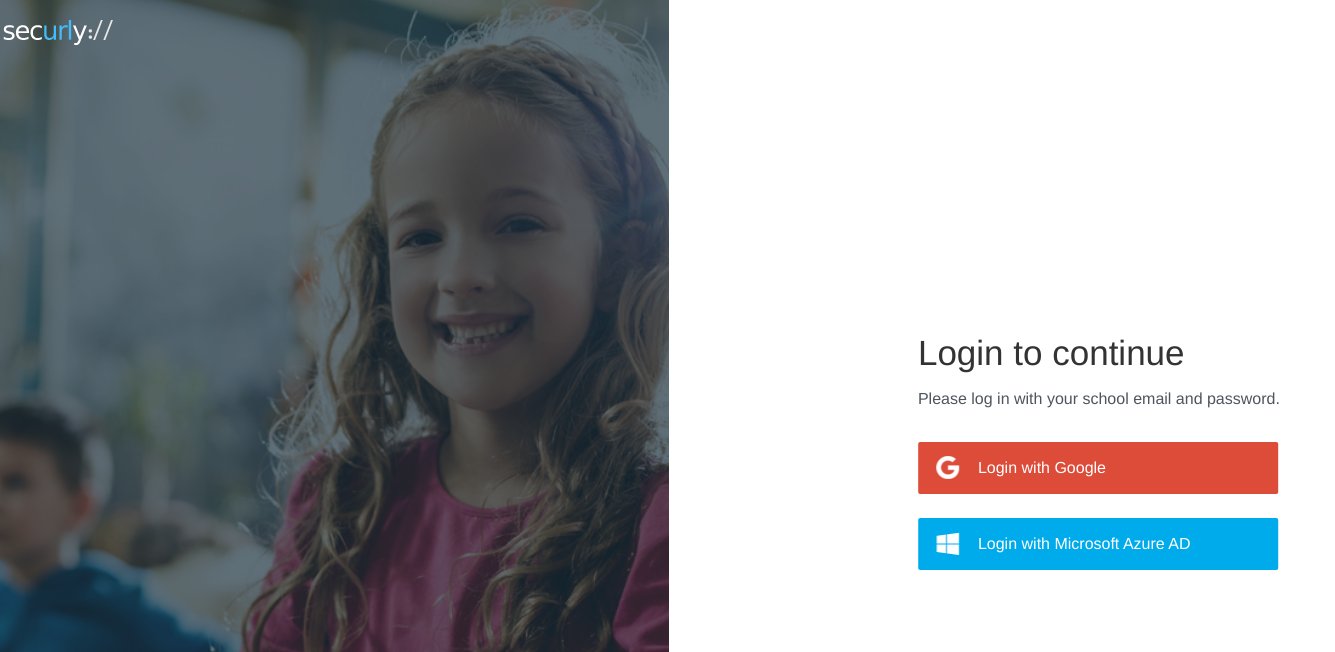 securly://
Login to continue
Please log in with your school email and password.
Login with Google
Login with Microsoft Azure AD